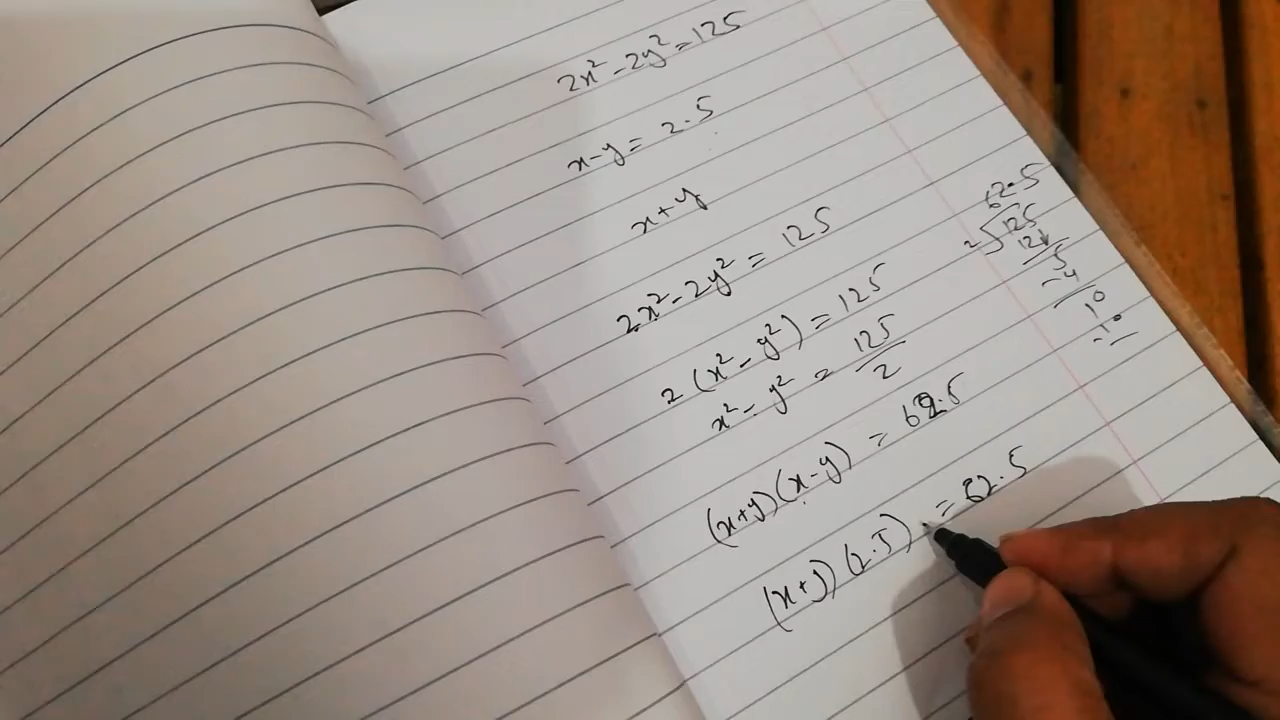 2x² - 2y² = 125
x - y = 2.5
x + y
2x² - 2y² = 125
2 (x² - y²) = 125
x² - y² = 125/2
(x+y)(x-y) = 62.5
(x+y)(2.5) = 62.5
62.5
2 √125
12↓
5
- 4
10
- 10